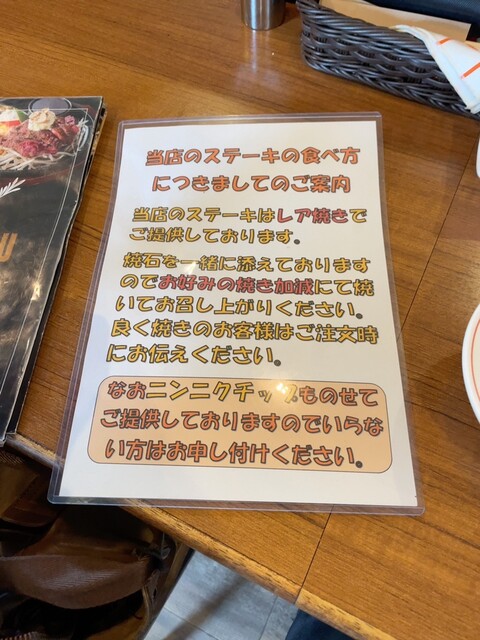 当店のステーキの食べ方
につきましてのご案内
当店のステーキはレア焼きで
ご提供しております。
焼石を一緒に添えております
のでお好みの焼き加減にて焼
いてお召し上がりください。
良く焼きのお客様はご注文時
にお伝えください。
なおニンニクチップものせて
ご提供しておりますのでいらな
い方はお申し付けください。
U